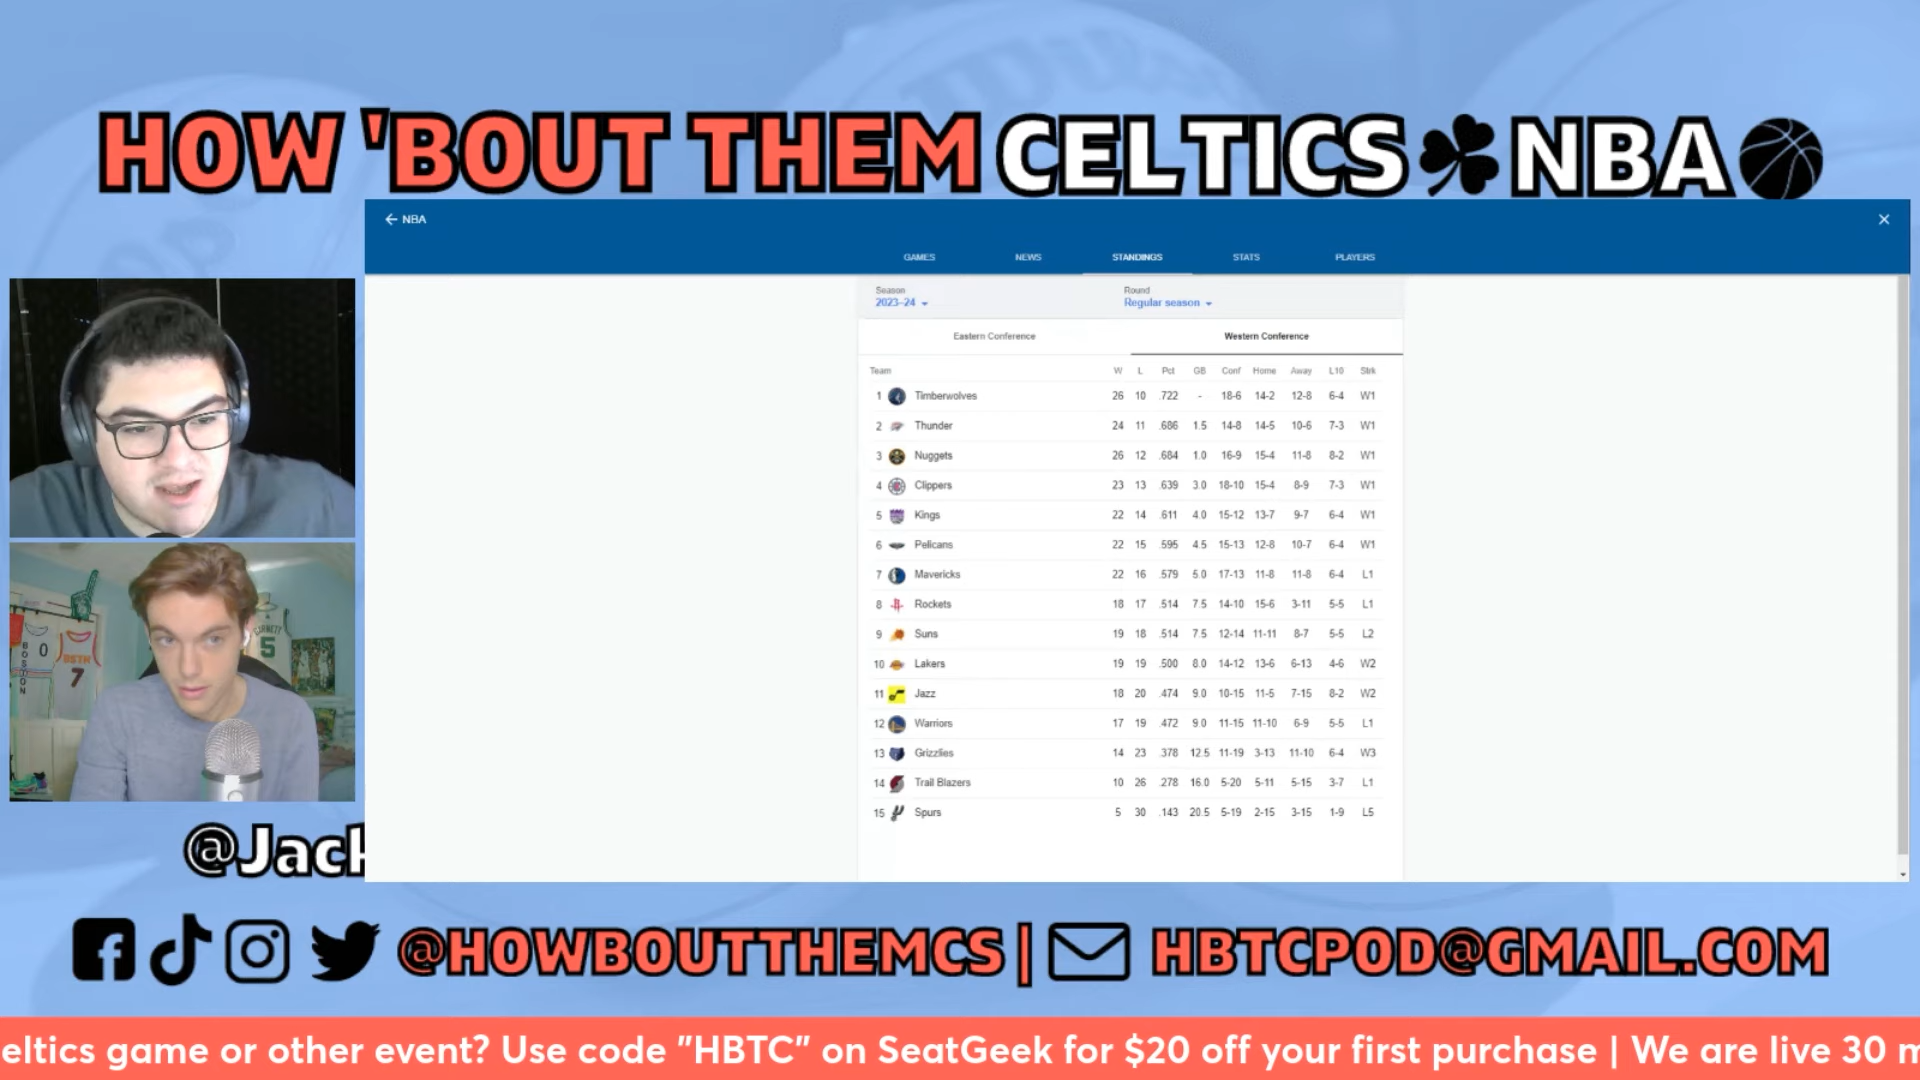 HOW 'BOUT THEM CELTICS NBA
NBA
GAMES NEWS STANDINGS STATS PLAYERS
Season Round
2023–24 Regular season
Eastern Conference Western Conference
Team W L Pct GB Conf Home Away L10 Strk
1 Timberwolves 26 10 .722 - 18-6 14-2 12-8 6-4 W1
2 Thunder 24 11 .686 1.5 14-8 14-5 10-6 7-3 W1
3 Nuggets 26 12 .684 1.0 16-9 15-4 11-8 8-2 W1
4 Clippers 23 13 .639 3.0 18-10 15-4 8-9 7-3 W1
5 Kings 22 14 .611 4.0 15-12 13-7 9-7 6-4 W1
6 Pelicans 22 15 .595 4.5 15-13 12-8 10-7 6-4 W1
7 Mavericks 22 16 .579 5.0 17-13 11-8 11-8 6-4 L1
8 Rockets 18 17 .514 7.5 14-10 15-6 3-11 5-5 L1
9 Suns 19 18 .514 7.5 12-14 11-11 8-7 5-5 L2
10 Lakers 19 19 .500 8.0 14-12 13-6 6-13 4-6 W2
11 Jazz 18 20 .474 9.0 10-15 11-5 7-15 8-2 W2
12 Warriors 17 19 .472 9.0 11-15 11-10 6-9 5-5 L1
13 Grizzlies 14 23 .378 12.5 11-19 3-13 11-10 6-4 W3
14 Trail Blazers 10 26 .278 16.0 5-20 5-11 5-15 3-7 L1
15 Spurs 5 30 .143 20.5 5-19 2-15 3-15 1-9 L5
BOSTON 0
7
GARNETT
5
@Jack
@HOWBOUTTHEMCS | HBTCPOD@GMAIL.COM
eltics game or other event? Use code "HBTC" on SeatGeek for $20 off your first purchase | We are live 30 m